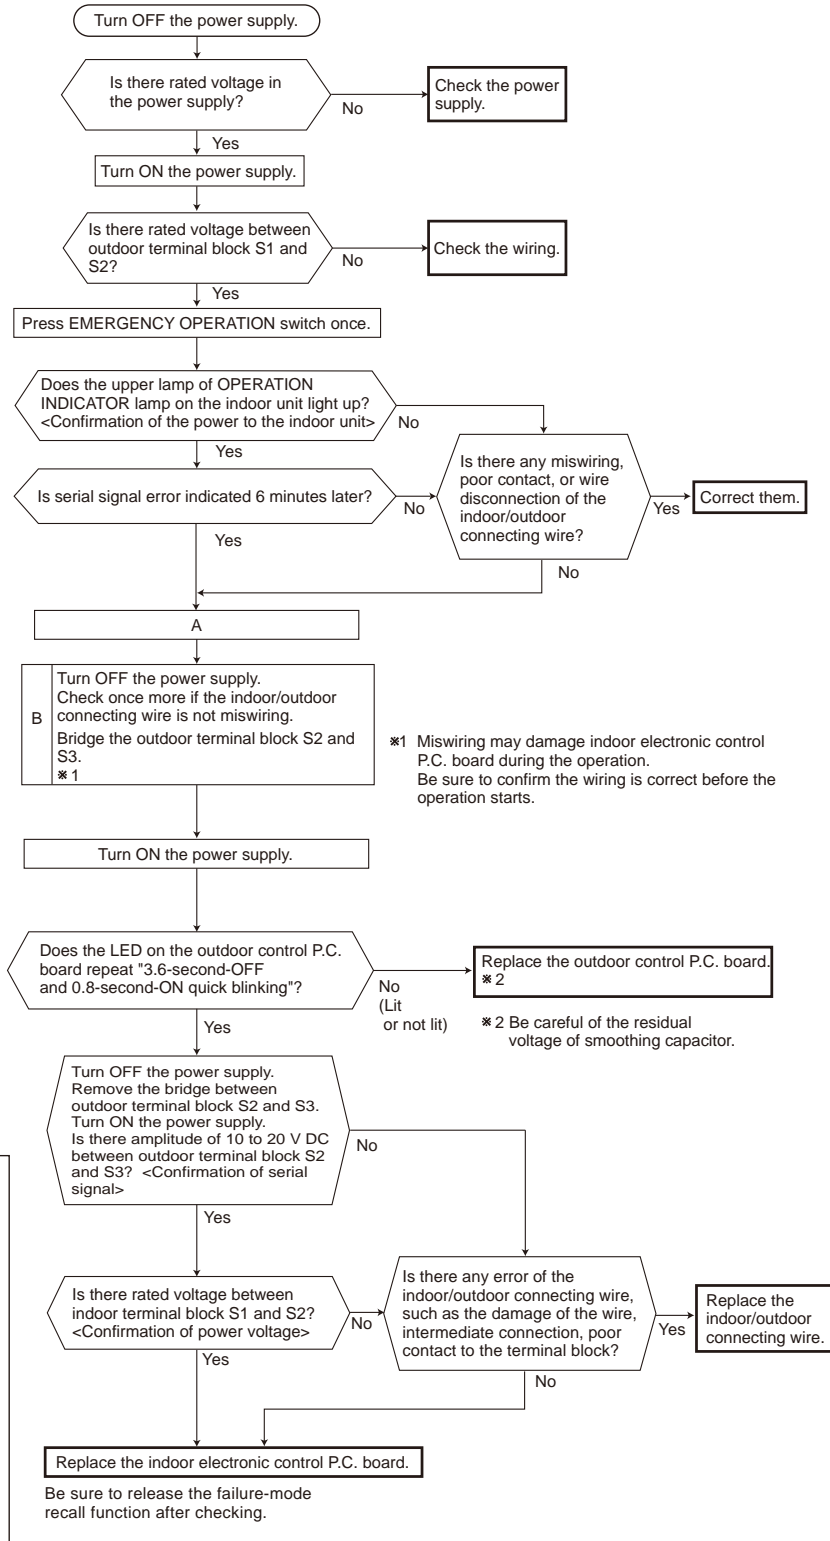 Turn OFF the power supply.
Is there rated voltage in
the power supply?
No
Check the power
supply.
Yes
Turn ON the power supply.
Is there rated voltage between
outdoor terminal block S1 and
S2?
No
Check the wiring.
Yes
Press EMERGENCY OPERATION switch once.
Does the upper lamp of OPERATION
INDICATOR lamp on the indoor unit light up?
<Confirmation of the power to the indoor unit>
No
Yes
Is there any miswiring,
poor contact, or wire
disconnection of the
indoor/outdoor
connecting wire?
Yes
Correct them.
Is serial signal error indicated 6 minutes later?
No
Yes
No
A
B
Turn OFF the power supply.
Check once more if the indoor/outdoor
connecting wire is not miswiring.
Bridge the outdoor terminal block S2 and
S3.
※1
※1 Miswiring may damage indoor electronic control
P.C. board during the operation.
Be sure to confirm the wiring is correct before the
operation starts.
Turn ON the power supply.
Does the LED on the outdoor control P.C.
board repeat "3.6-second-OFF
and 0.8-second-ON quick blinking"?
No
(Lit
or not lit)
Replace the outdoor control P.C. board.
※2
※2 Be careful of the residual
voltage of smoothing capacitor.
Yes
Turn OFF the power supply.
Remove the bridge between
outdoor terminal block S2 and S3.
Turn ON the power supply.
Is there amplitude of 10 to 20 V DC
between outdoor terminal block S2
and S3? <Confirmation of serial
signal>
No
Yes
Is there rated voltage between
indoor terminal block S1 and S2?
<Confirmation of power voltage>
No
Is there any error of the
indoor/outdoor connecting wire,
such as the damage of the wire,
intermediate connection, poor
contact to the terminal block?
Yes
Replace the
indoor/outdoor
connecting wire.
Yes
No
Replace the indoor electronic control P.C. board.
Be sure to release the failure-mode
recall function after checking.